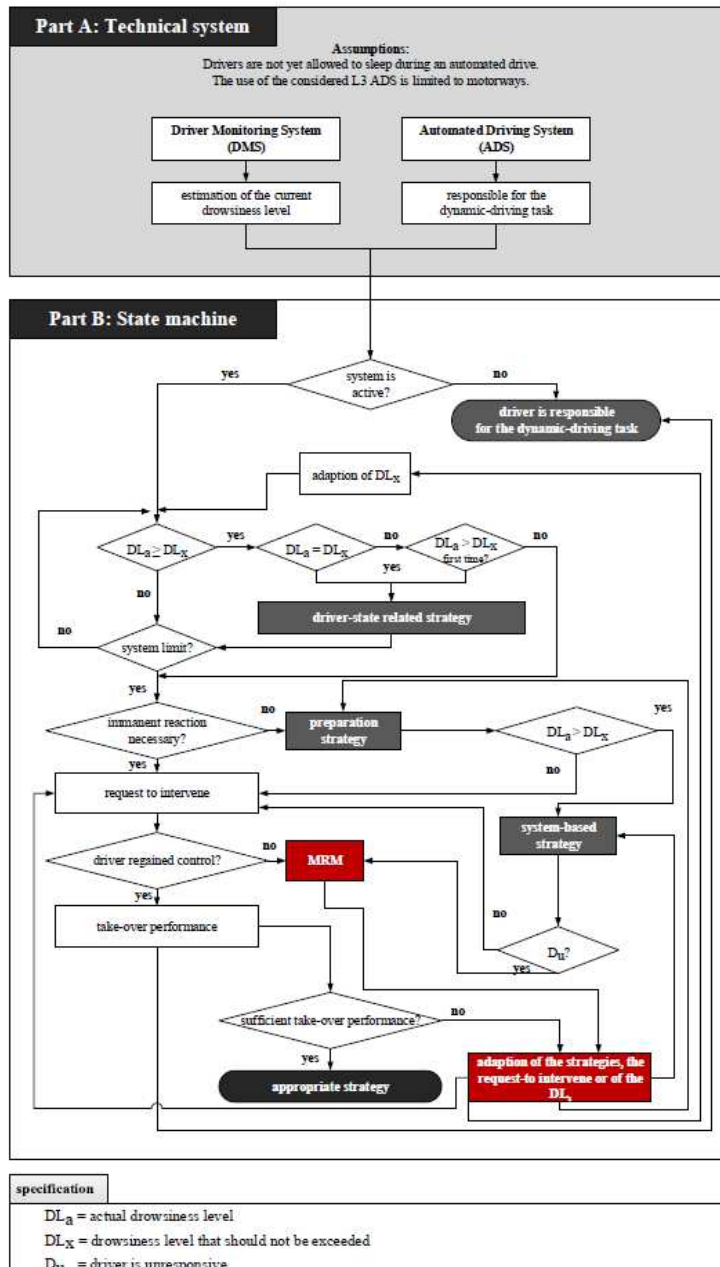 Part A: Technical system
Assumptions:
Drivers are not yet allowed to sleep during an automated drive.
The use of the considered L3 ADS is limited to motorways.
Driver Monitoring System
(DMS)
Automated Driving System
(ADS)
estimation of the current
drowsiness level
responsible for the
dynamic-driving task
Part B: State machine
yes
system is
active?
no
driver is responsible
for the dynamic-driving task
adaption of DLx
DLa ≥ DLx
yes
DLa = DLx
no
DLa > DLx
first time?
no
yes
no
driver-state related strategy
no
system limit?
yes
immanent reaction
necessary?
no
preparation
strategy
DLa > DLx
yes
yes
no
request to intervene
system-based
strategy
driver regained control?
no
MRM
yes
no
take-over performance
Du?
yes
sufficient take-over performance?
no
yes
adaption of the strategies, the
request-to intervene or of the
DLx
appropriate strategy
specification
DLa = actual drowsiness level
DLx = drowsiness level that should not be exceeded
Du = driver is unresponsive